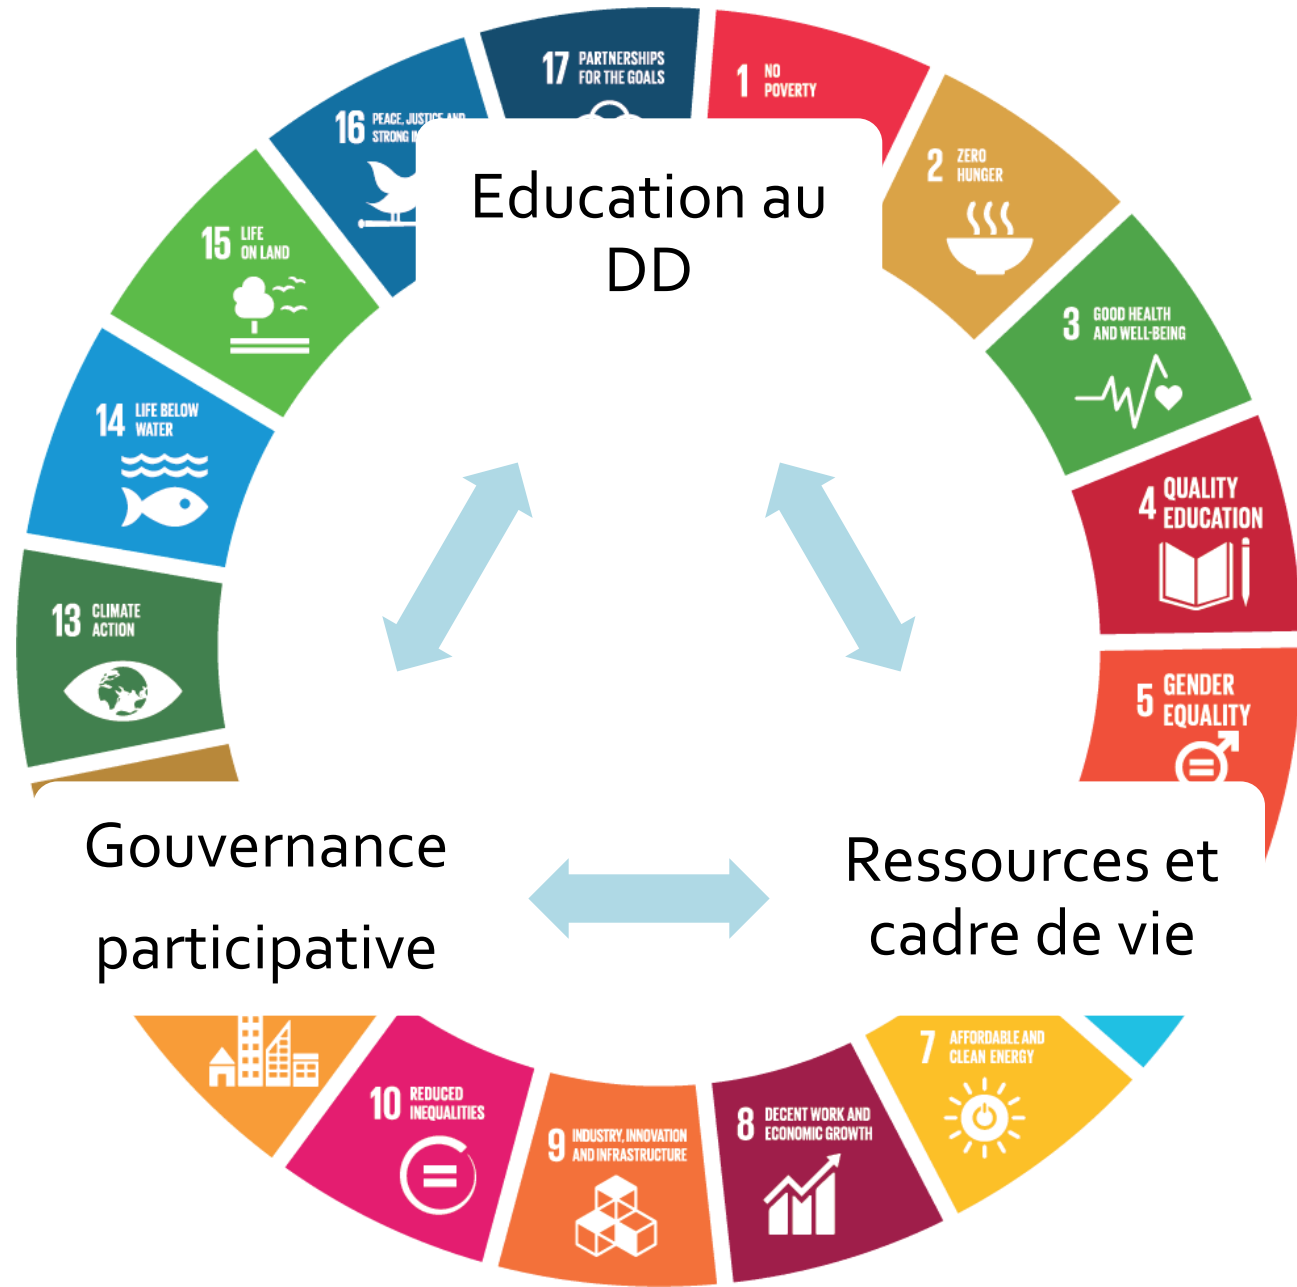 17 PARTNERSHIPS
FOR THE GOALS
1 NO
POVERTY
16 PEACE, JUSTICE AND
STRONG
2 ZERO
HUNGER
Education au
DD
15 LIFE
ON LAND
3 GOOD HEALTH
AND WELL-BEING
14 LIFE BELOW
WATER
4 QUALITY
EDUCATION
13 CLIMATE
ACTION
5 GENDER
EQUALITY
Gouvernance
participative
Ressources et
cadre de vie
7 AFFORDABLE AND
CLEAN ENERGY
10 REDUCED
INEQUALITIES
8 DECENT WORK AND
ECONOMIC GROWTH
9 INDUSTRY, INNOVATION
AND INFRASTRUCTURE